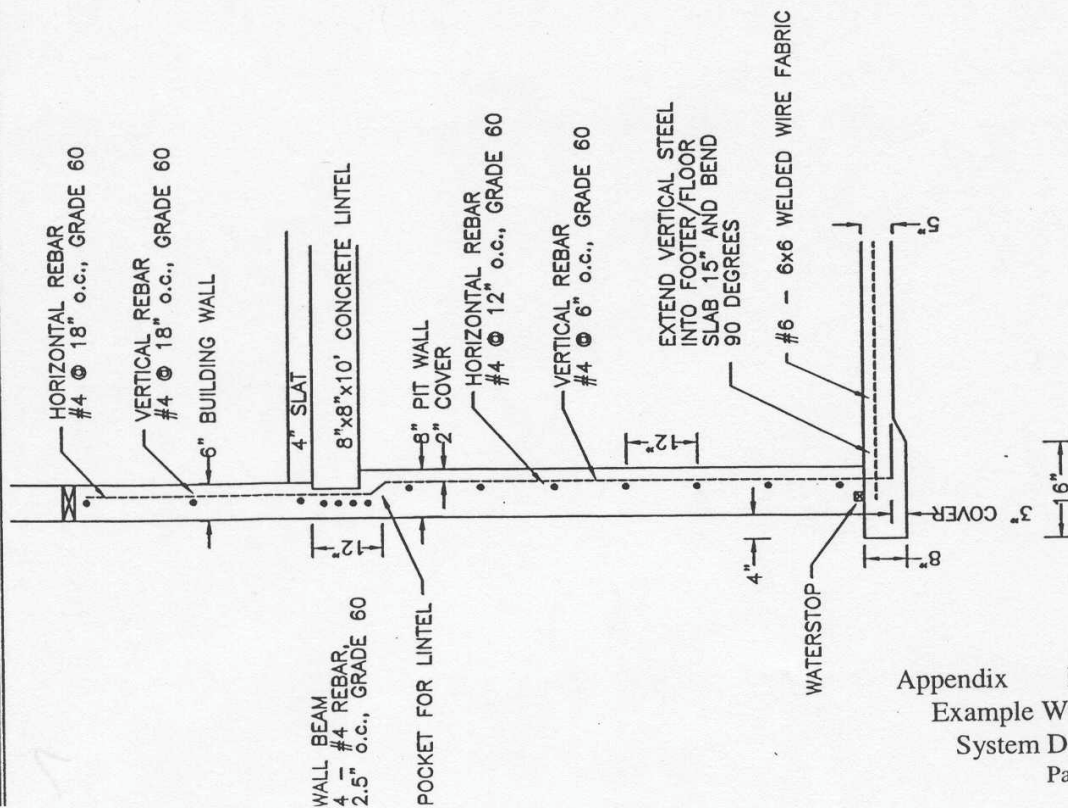 HORIZONTAL REBAR
#4 @ 18" o.c., GRADE 60
VERTICAL REBAR
#4 @ 18" o.c., GRADE 60
6" BUILDING WALL
4" SLAT
8"x8"x10' CONCRETE LINTEL
WALL BEAM
4 - #4 REBAR,
2.5" o.c., GRADE 60
12"
POCKET FOR LINTEL
8" PIT WALL
2" COVER
HORIZONTAL REBAR
#4 @ 12" o.c., GRADE 60
VERTICAL REBAR
#4 @ 6" o.c., GRADE 60
12"
EXTEND VERTICAL STEEL
INTO FOOTER/FLOOR
SLAB 15" AND BEND
90 DEGREES
#6 - 6x6 WELDED WIRE FABRIC
4"
WATERSTOP
5"
8"
3" COVER
16"
Appendix
Example W
System D
Pa